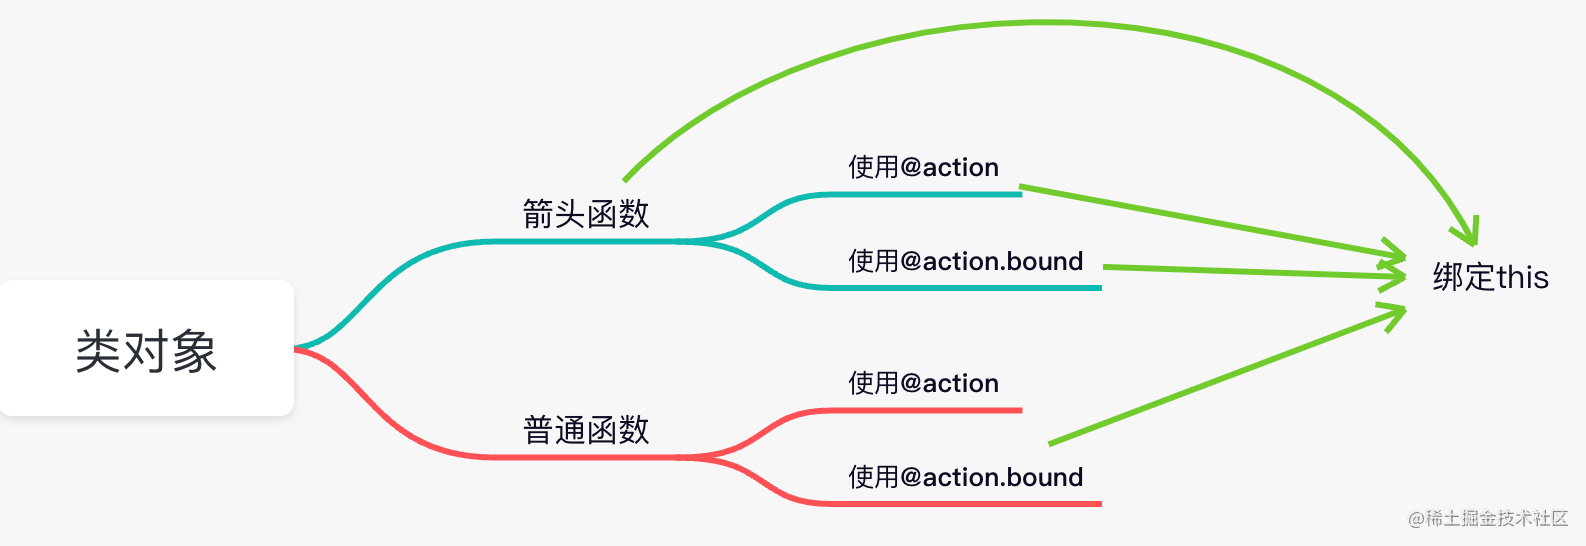 类对象
箭头函数
使用@action
使用@action.bound
普通函数
使用@action
使用@action.bound
绑定this
@稀土掘金技术社区